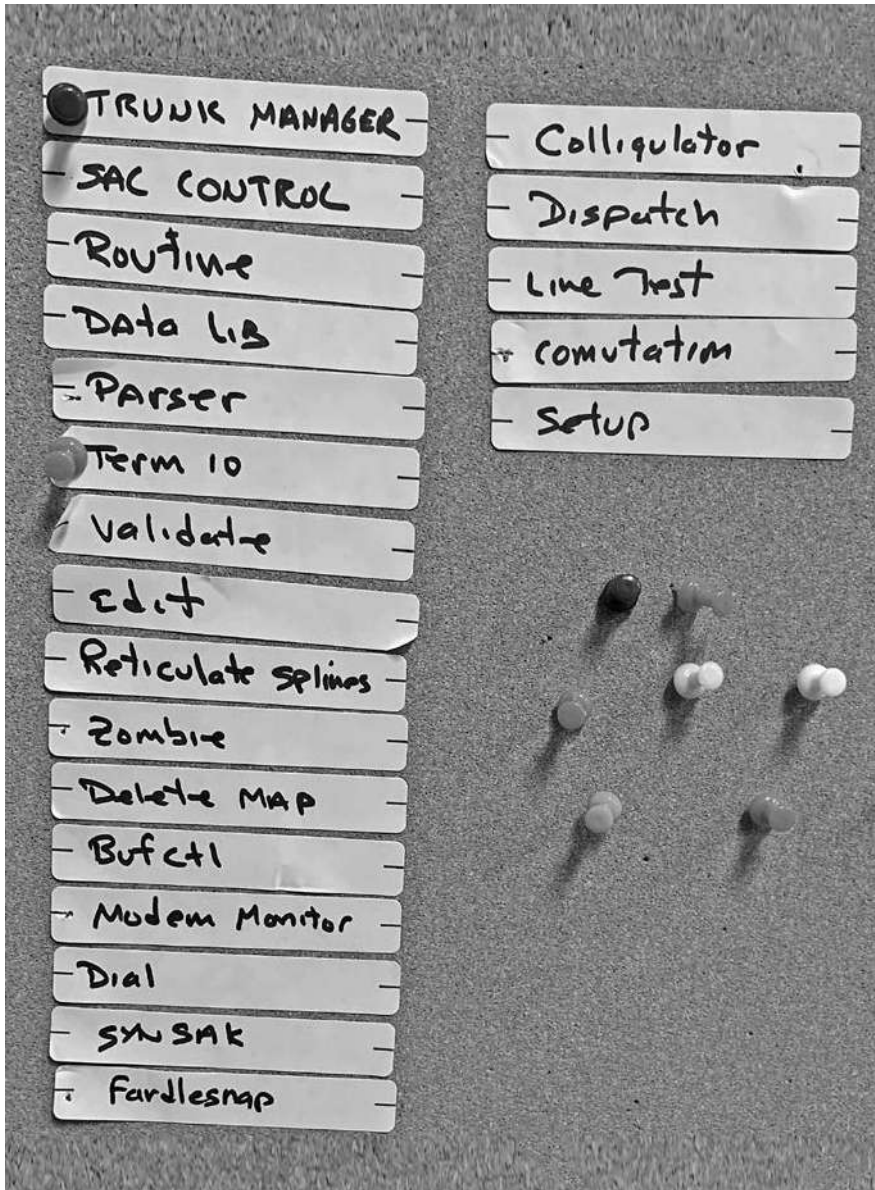 TRUNK MANAGER
SAC CONTROL
Routine
DAta LIB
PArser
Term IO
Validate
Edit
Reticulate Splines
Zombie
Delete MAP
Bufctl
Modem Monitor
Dial
SYNSAK
Fardlesnap
Colliqulator
Dispatch
Line Test
Comutation
Setup